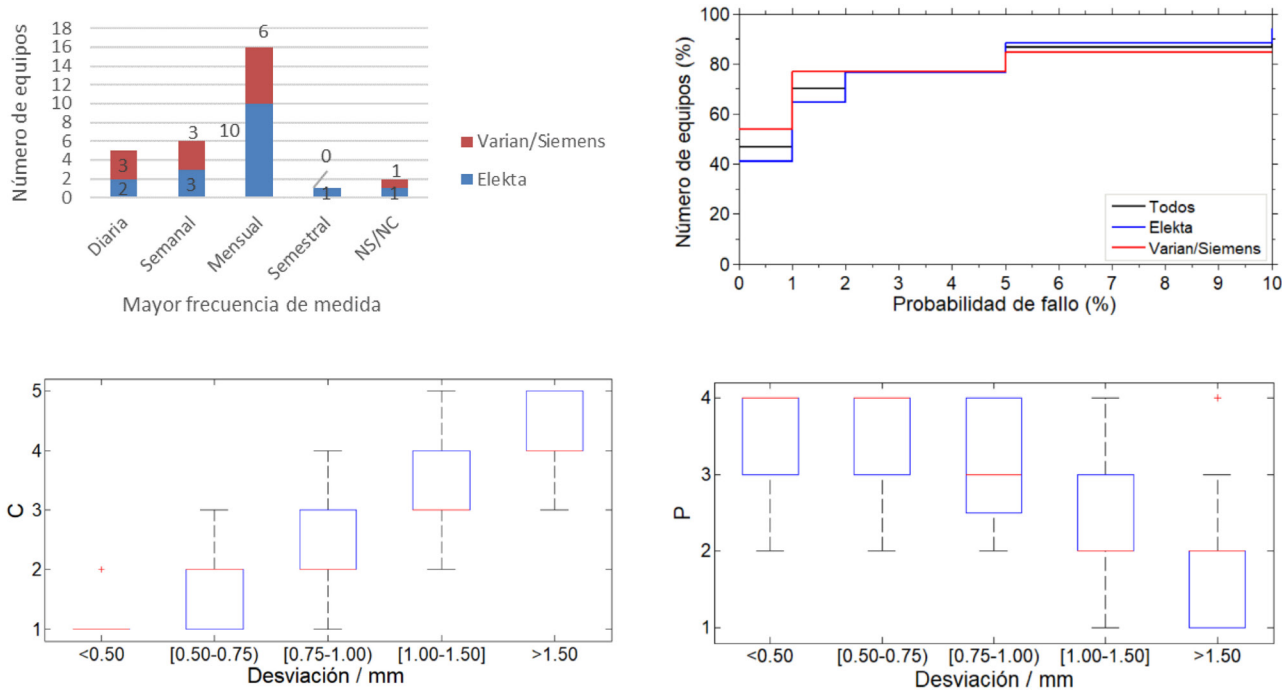 Número de equipos
18
16
14
12
10
8
6
4
2
0
3
2
3
3
6
10
0
1
1
1
Diaria
Semanal
Mensual
Semestral
NS/NC
Mayor frecuencia de medida
Varian/Siemens
Elekta
Número de equipos (%)
100
80
60
40
20
0
Todos
Elekta
Varian/Siemens
0 1 2 3 4 5 6 7 8 9 10
Probabilidad de fallo (%)
C
5
4
3
2
1
<0.50 [0.50-0.75) [0.75-1.00) [1.00-1.50] >1.50
Desviación / mm
P
4
3
2
1
<0.50 [0.50-0.75) [0.75-1.00) [1.00-1.50] >1.50
Desviación / mm